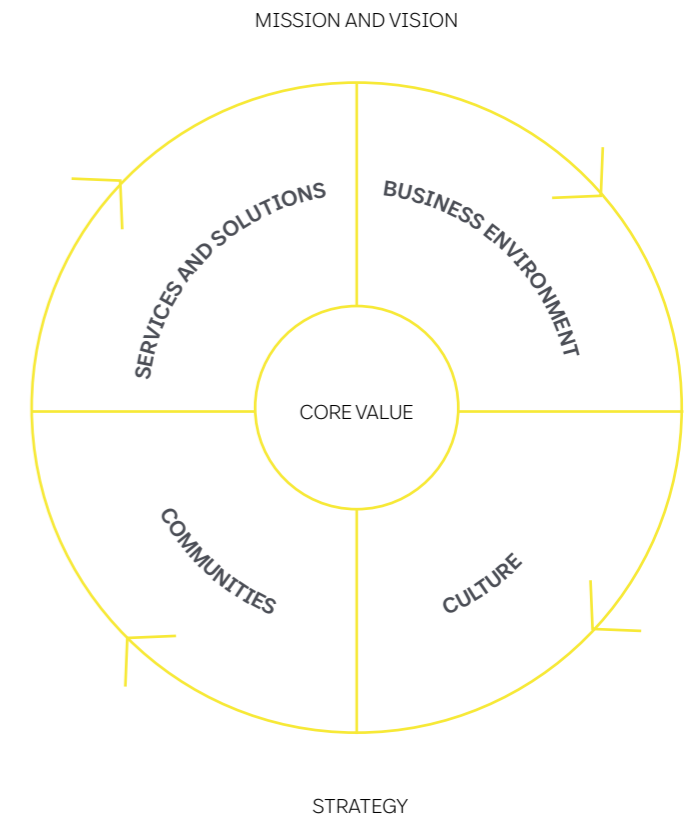 MISSION AND VISION
SERVICES AND SOLUTIONS
BUSINESS ENVIRONMENT
CORE VALUE
COMMUNITIES
CULTURE
STRATEGY